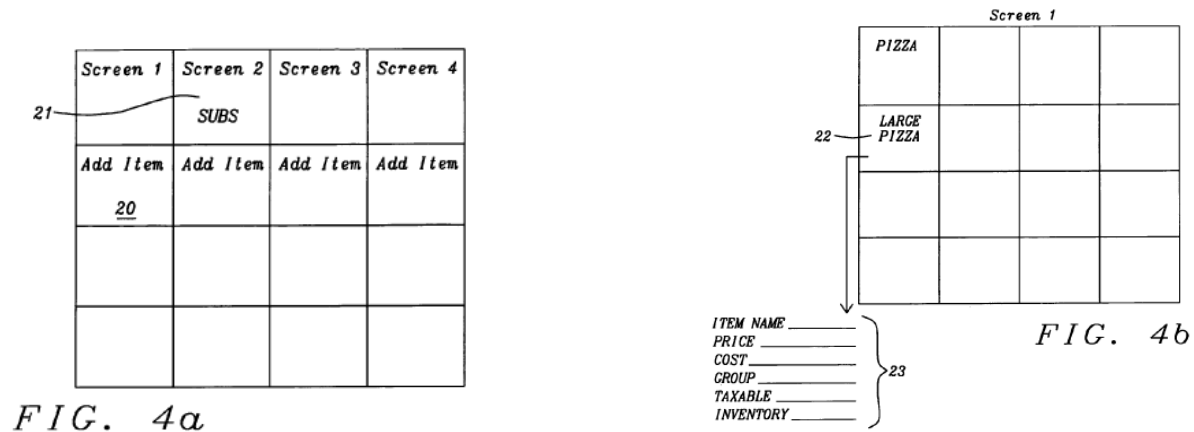 Screen 1 Screen 2 Screen 3 Screen 4
21
SUBS
Add Item Add Item Add Item Add Item
20
FIG. 4a
Screen 1
PIZZA
LARGE
22 PIZZA
ITEM NAME
PRICE
COST
GROUP
TAXABLE
INVENTORY
23
FIG. 4b